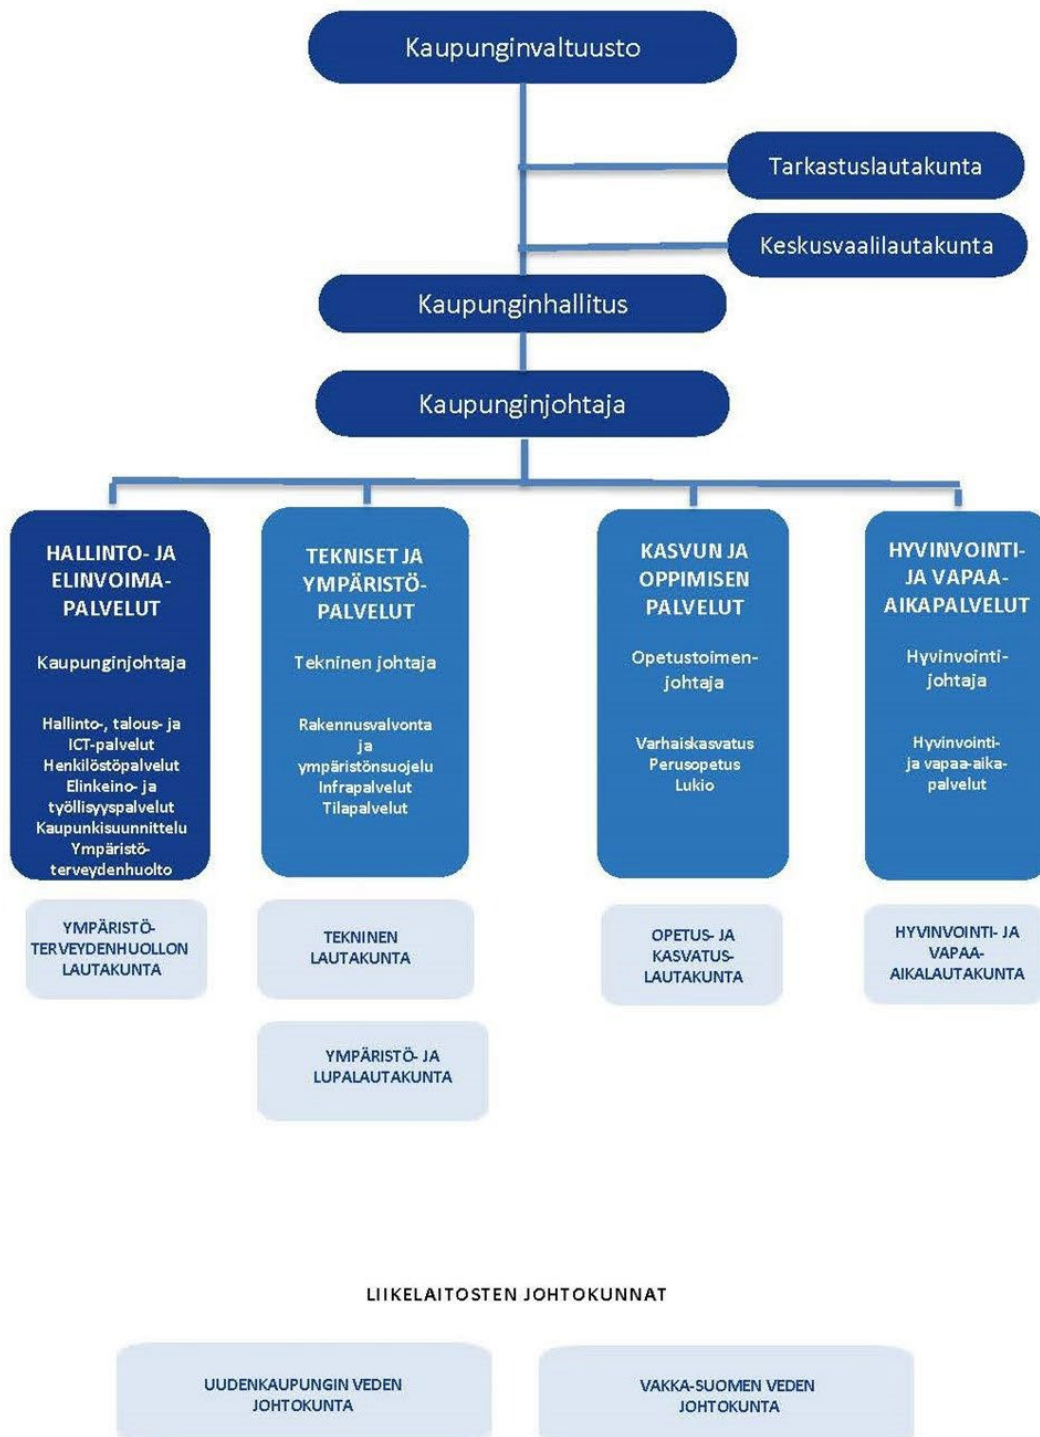 Kaupunginvaltuusto
Tarkastuslautakunta
Keskusvaalilautakunta
Kaupunginhallitus
Kaupunginjohtaja
HALLINTO- JA
ELINVOIMA-
PALVELUT
Kaupunginjohtaja
Hallinto-, talous- ja
ICT-palvelut
Henkilöstöpalvelut
Elinkeino- ja
työllisyyspalvelut
Kaupunkisuunnittelu
Ympäristö-
terveydenhuolto
YMPÄRISTÖ-
TERVEYDENHUOLLON
LAUTAKUNTA
TEKNISET JA
YMPÄRISTÖ-
PALVELUT
Tekninen johtaja
Rakennusvalvonta
ja
ympäristönsuojelu
Infrapalvelut
Tilapalvelut
TEKNINEN
LAUTAKUNTA
YMPÄRISTÖ- JA
LUPALAUTAKUNTA
KASVUN JA
OPPIMISEN
PALVELUT
Opetustoimen-
johtaja
Varhaiskasvatus
Perusopetus
Lukio
OPETUS- JA
KASVATUS-
LAUTAKUNTA
HYVINVOINTI-
JA VAPAA-
AIKAPALVELUT
Hyvinvointi-
johtaja
Hyvinvointi-
ja vapaa-aika-
palvelut
HYVINVOINTI- JA
VAPAA-
AIKALAUTAKUNTA
LIIKELAITOSTEN JOHTOKUNNAT
UUDENKAUPUNGIN VEDEN
JOHTOKUNTA
VAKKA-SUOMEN VEDEN
JOHTOKUNTA